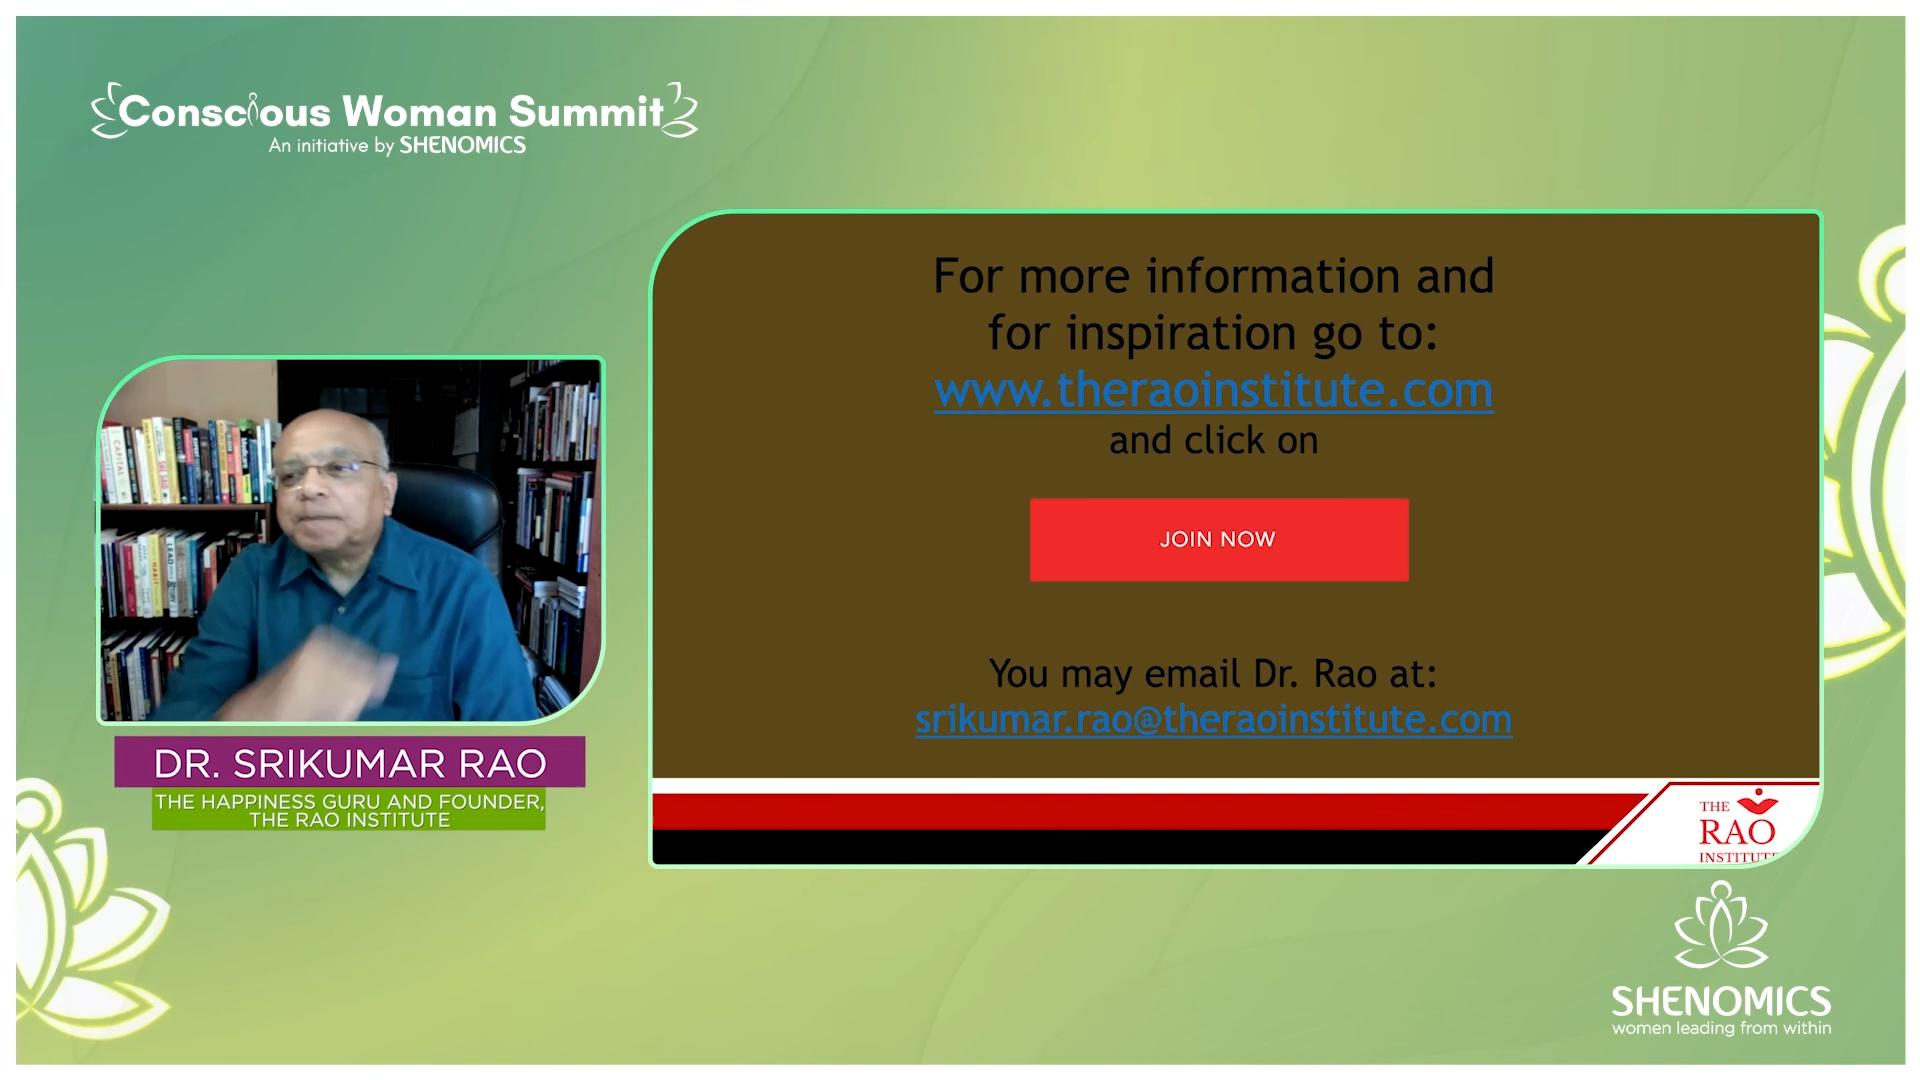 Conscious Woman Summit
An initiative by SHENOMICS
For more information and
for inspiration go to:
www.theraoinstitute.com
and click on
JOIN NOW
You may email Dr. Rao at:
srikumar.rao@theraoinstitute.com
DR. SRIKUMAR RAO
THE HAPPINESS GURU AND FOUNDER,
THE RAO INSTITUTE
THE
RAO
INSTITUTE
SHENOMICS
women leading from within